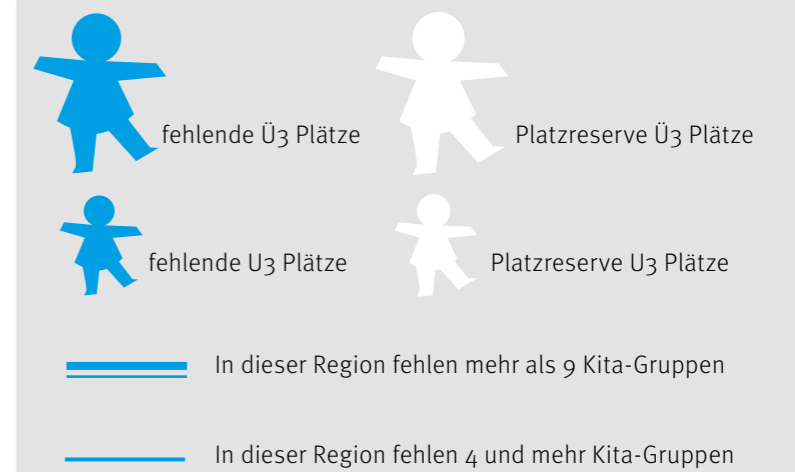 fehlende Ü3 Plätze
Platzreserve Ü3 Plätze
fehlende U3 Plätze
Platzreserve U3 Plätze
In dieser Region fehlen mehr als 9 Kita-Gruppen
In dieser Region fehlen 4 und mehr Kita-Gruppen